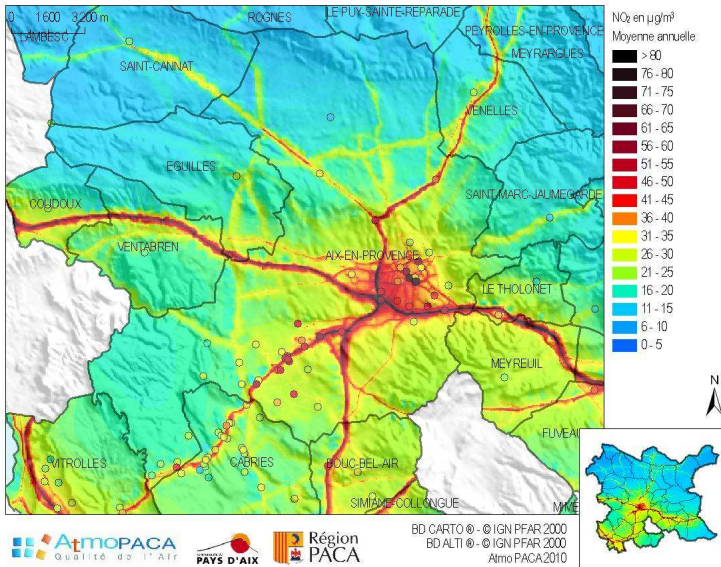 ROGNES
LE PUY-SAINTE-REPARADE
0 1 600 3 200 m
LAMBESC
PEYROLLES-EN-PROVENCE
MEYRARGUES
SAINT-CANNAT
VENELLES
EGUILLES
SAINT-MARC-JAUMEGARDE
COUDOUX
VENTABREN
AIX-EN-PROVENCE
LE THOLONET
MEYREUIL
FUVEAU
VITROLLES
CABRIES
BOUC-BEL-AIR
SIMIANE-COLLONGUE
MIME
NO₂ en µg/m³
Moyenne annuelle
> 80
76 - 80
71 - 75
66 - 70
61 - 65
56 - 60
51 - 55
46 - 50
41 - 45
36 - 40
31 - 35
26 - 30
21 - 25
16 - 20
11 - 15
6 - 10
0 - 5
N
AtmoPACA
Qualité de l'Air
PAYS D'AIX
Région
PACA
BD CARTO ® - © IGN PFAR 2000
BD ALTI ® - © IGN PFAR 2000
Atmo PACA 2010